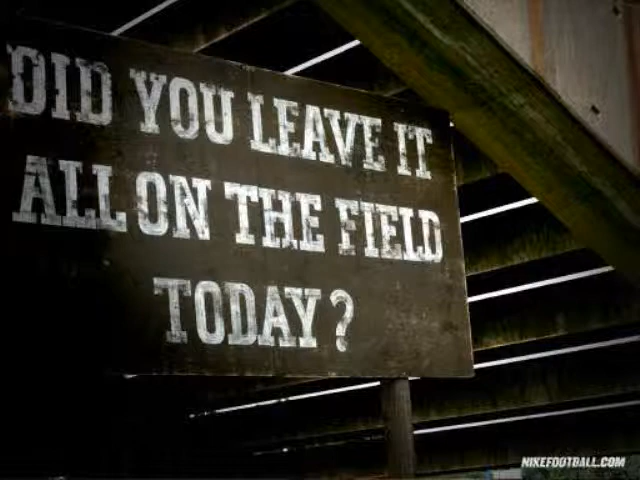 DID YOU LEAVE IT
ALL ON THE FIELD
TODAY?
NIKEFOOTBALL.COM